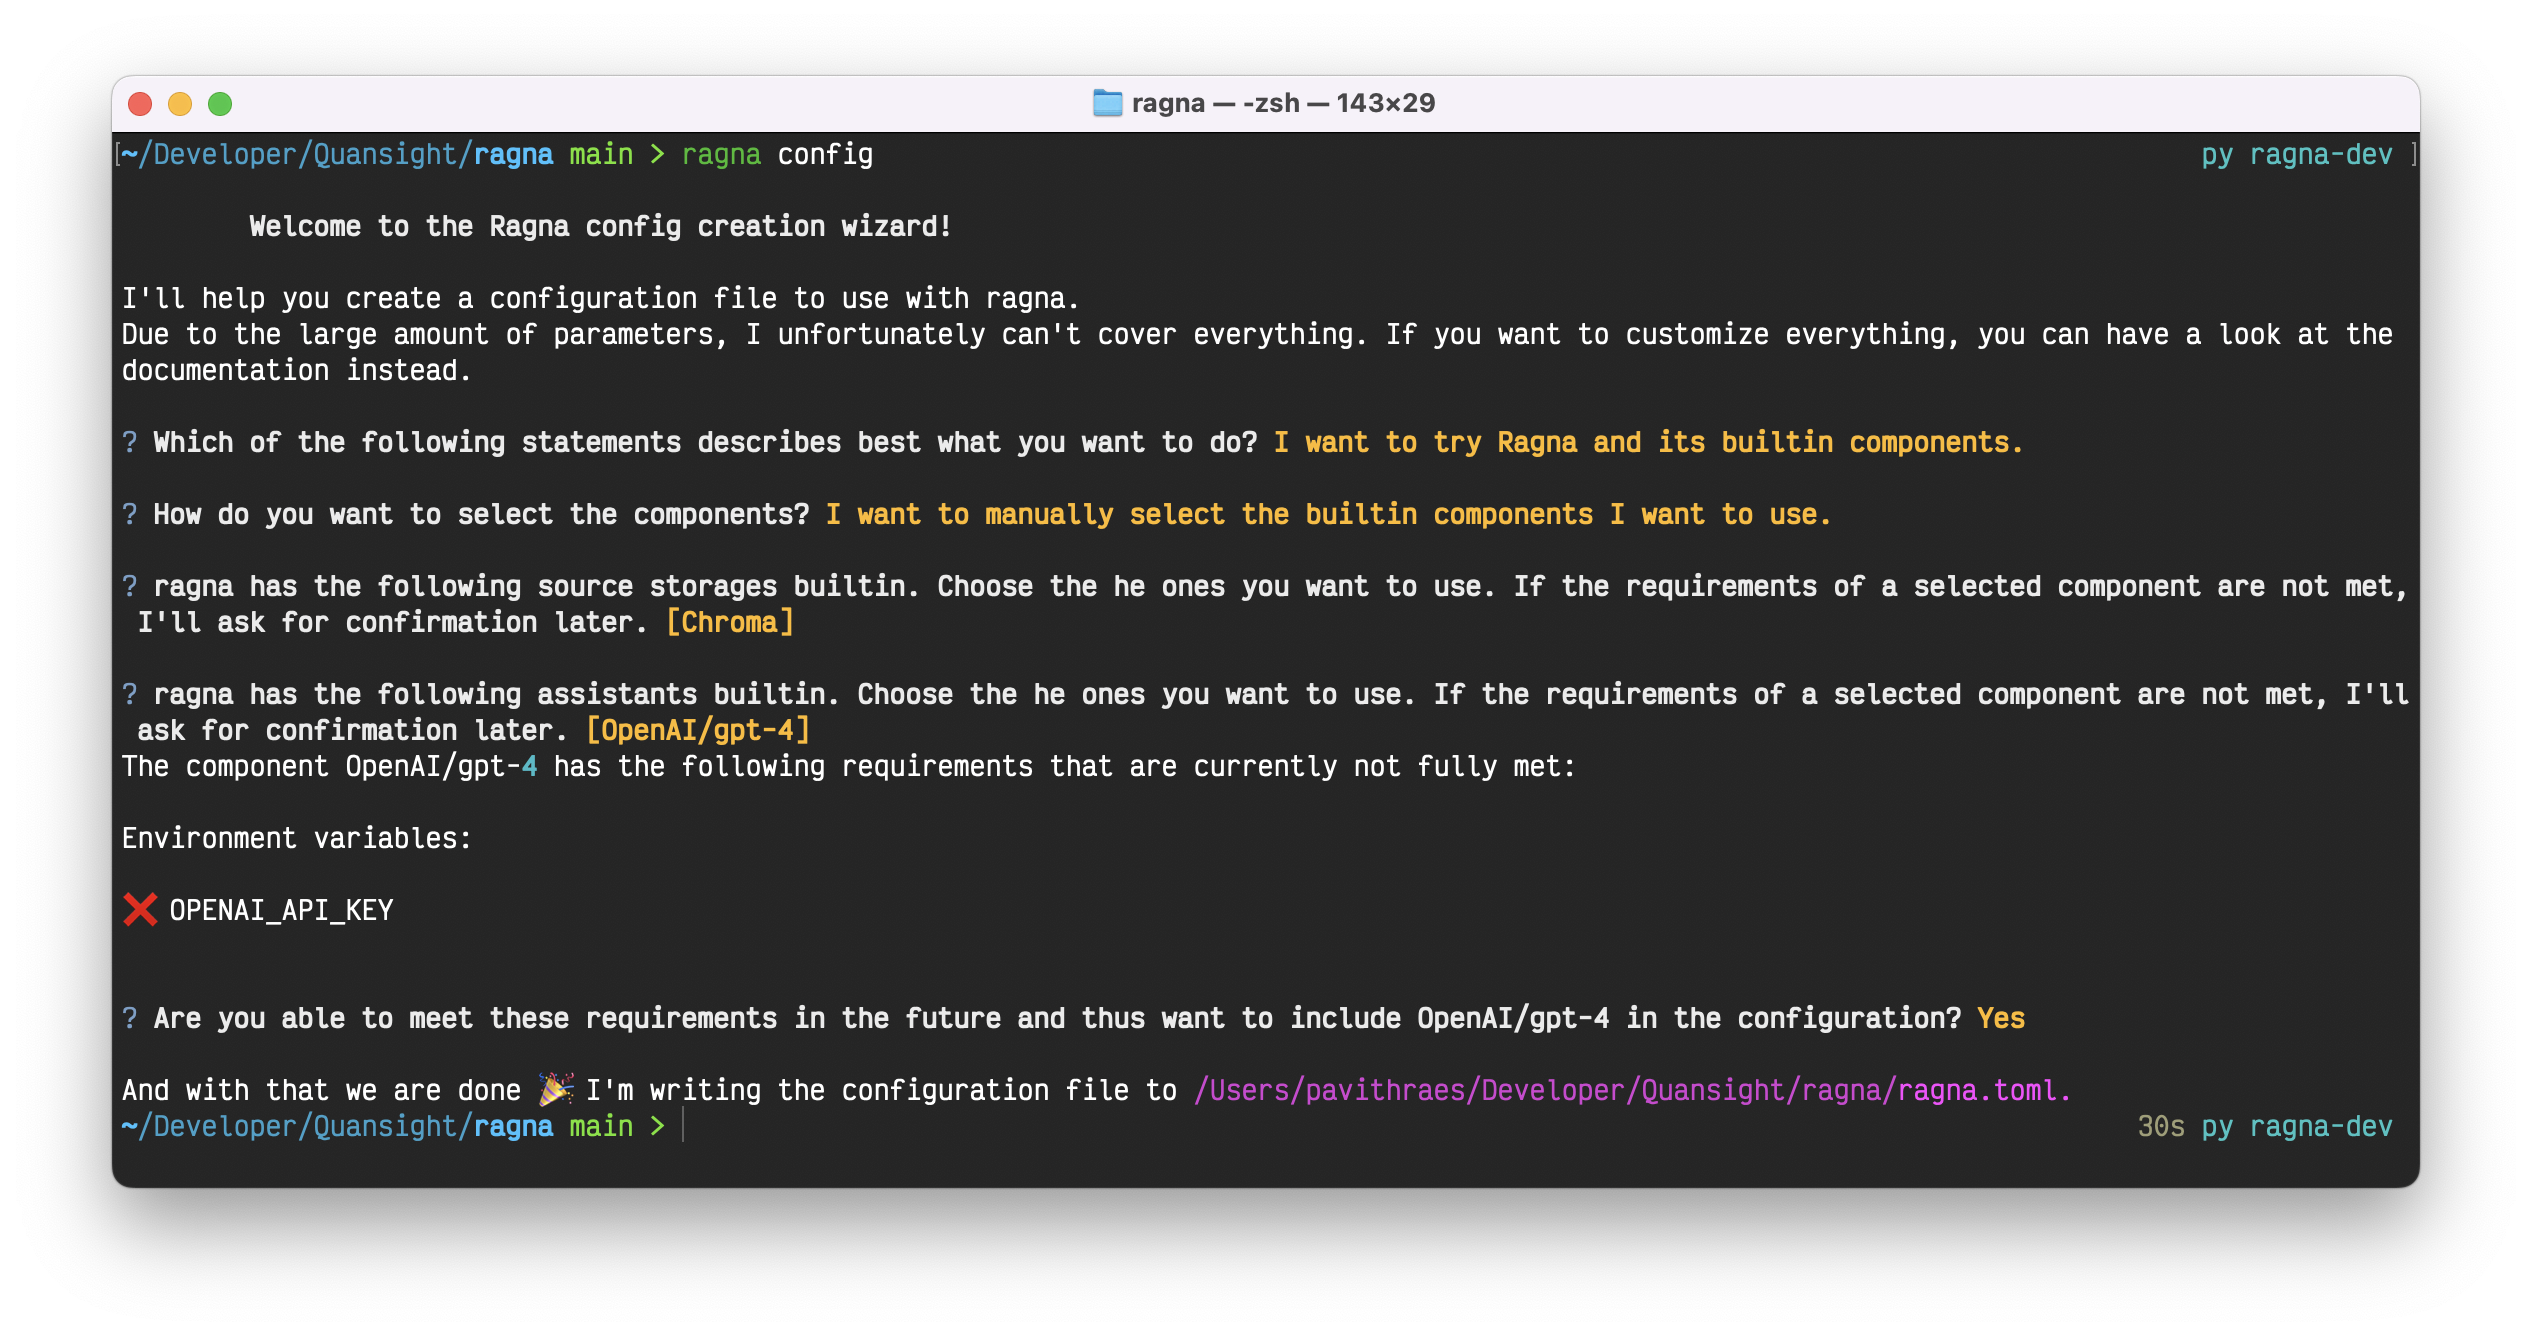 ragna — -zsh — 143×29
[~/Developer/Quansight/ragna main > ragna config py ragna-dev ]
Welcome to the Ragna config creation wizard!
I'll help you create a configuration file to use with ragna.
Due to the large amount of parameters, I unfortunately can't cover everything. If you want to customize everything, you can have a look at the
documentation instead.
? Which of the following statements describes best what you want to do? I want to try Ragna and its builtin components.
? How do you want to select the components? I want to manually select the builtin components I want to use.
? ragna has the following source storages builtin. Choose the he ones you want to use. If the requirements of a selected component are not met,
I'll ask for confirmation later. [Chroma]
? ragna has the following assistants builtin. Choose the he ones you want to use. If the requirements of a selected component are not met, I'll
ask for confirmation later. [OpenAI/gpt-4]
The component OpenAI/gpt-4 has the following requirements that are currently not fully met:
Environment variables:
❌ OPENAI_API_KEY
? Are you able to meet these requirements in the future and thus want to include OpenAI/gpt-4 in the configuration? Yes
And with that we are done 🎉 I'm writing the configuration file to /Users/pavithraes/Developer/Quansight/ragna/ragna.toml.
~/Developer/Quansight/ragna main > 30s py ragna-dev